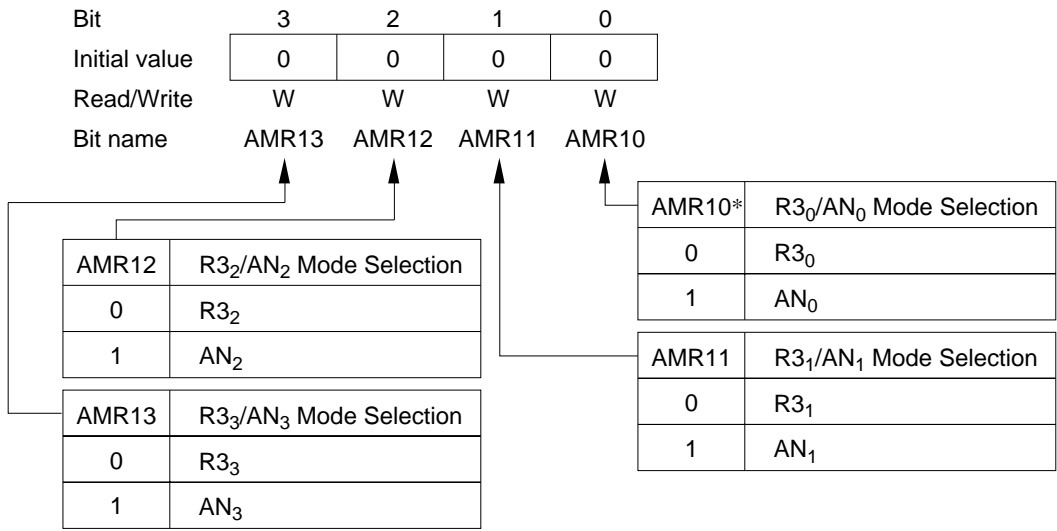 Bit 3 2 1 0
Initial value 0 0 0 0
Read/Write W W W W
Bit name AMR13 AMR12 AMR11 AMR10
AMR12 R3₂/AN₂ Mode Selection
0 R3₂
1 AN₂
AMR13 R3₃/AN₃ Mode Selection
0 R3₃
1 AN₃
AMR10* R3₀/AN₀ Mode Selection
0 R3₀
1 AN₀
AMR11 R3₁/AN₁ Mode Selection
0 R3₁
1 AN₁